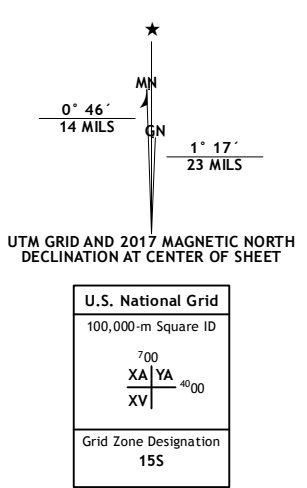 ★
MN
0° 46´
14 MILS
GN
1° 17´
23 MILS
UTM GRID AND 2017 MAGNETIC NORTH
DECLINATION AT CENTER OF SHEET
U.S. National Grid
100,000-m Square ID
⁷00
XA YA
⁴⁰00
XV
Grid Zone Designation
15S